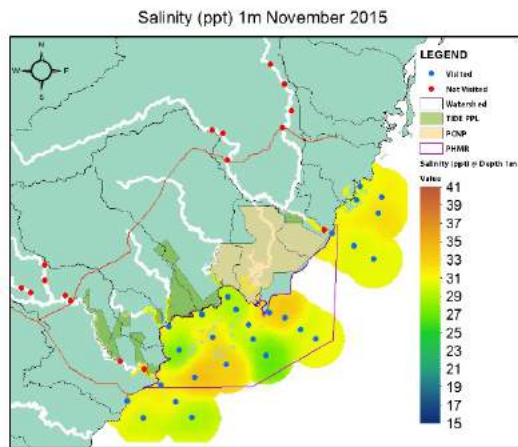 Salinity (ppt) 1m November 2015
N
W E
S
LEGEND
Visited
Not Visited
Watershed
TIDE PPL
PCNP
PHMR
Salinity (ppt) @ Depth 1m
Value
41
39
37
35
33
31
29
27
25
23
21
19
17
15